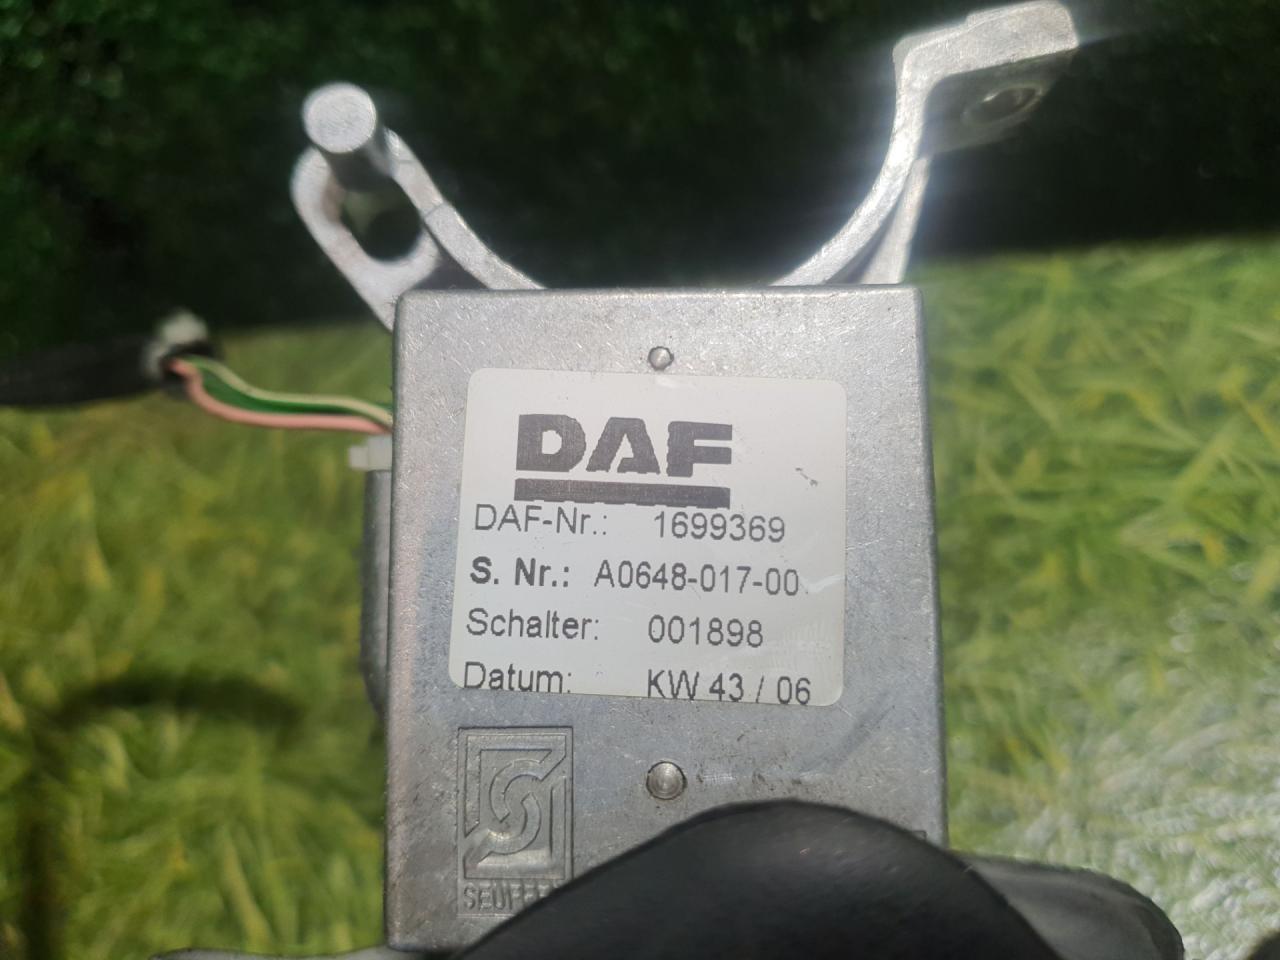 DAF
DAF-Nr.: 1699369
S. Nr.: A0648-017-00
Schalter: 001898
Datum: KW 43 / 06